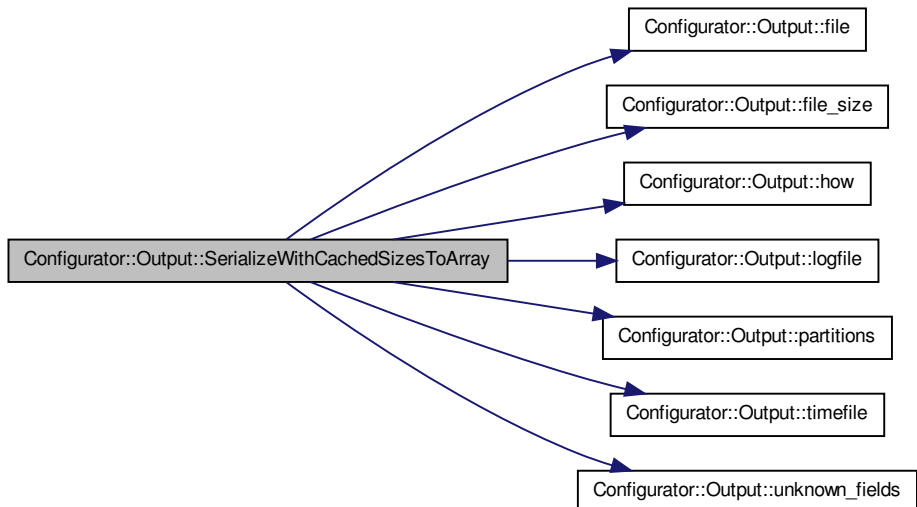 Configurator::Output::file
Configurator::Output::file_size
Configurator::Output::how
Configurator::Output::SerializeWithCachedSizesToArray
Configurator::Output::logfile
Configurator::Output::partitions
Configurator::Output::timefile
Configurator::Output::unknown_fields